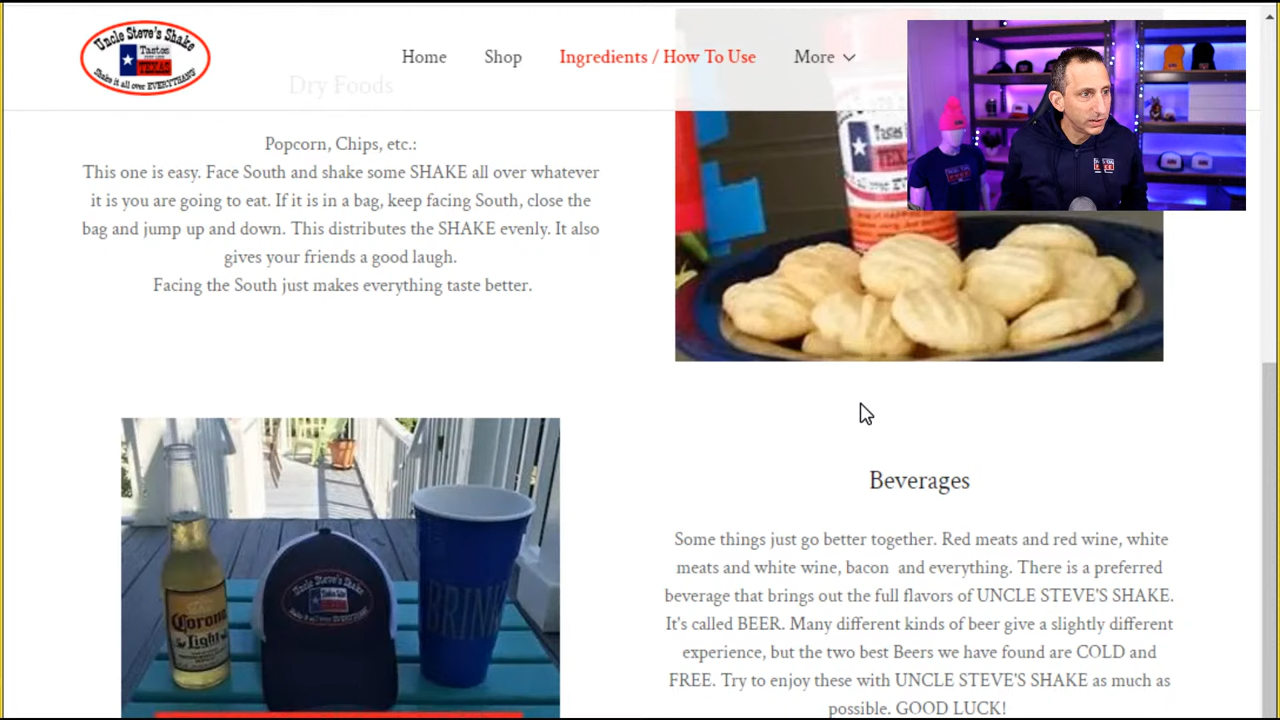 Uncle Steve's Shake
Tastes
TEXAS
Shake it all over EVERYTHANG
Home
Shop
Ingredients / How To Use
More
Dry Foods
Popcorn, Chips, etc.:
This one is easy. Face South and shake some SHAKE all over whatever
it is you are going to eat. If it is in a bag, keep facing South, close the
bag and jump up and down. This distributes the SHAKE evenly. It also
gives your friends a good laugh.
Facing the South just makes everything taste better.
Tastes
Corona
Light
Uncle Steve's Shake
DRINK
Beverages
Some things just go better together. Red meats and red wine, white
meats and white wine, bacon and everything. There is a preferred
beverage that brings out the full flavors of UNCLE STEVE'S SHAKE.
It's called BEER. Many different kinds of beer give a slightly different
experience, but the two best Beers we have found are COLD and
FREE. Try to enjoy these with UNCLE STEVE'S SHAKE as much as
possible. GOOD LUCK!